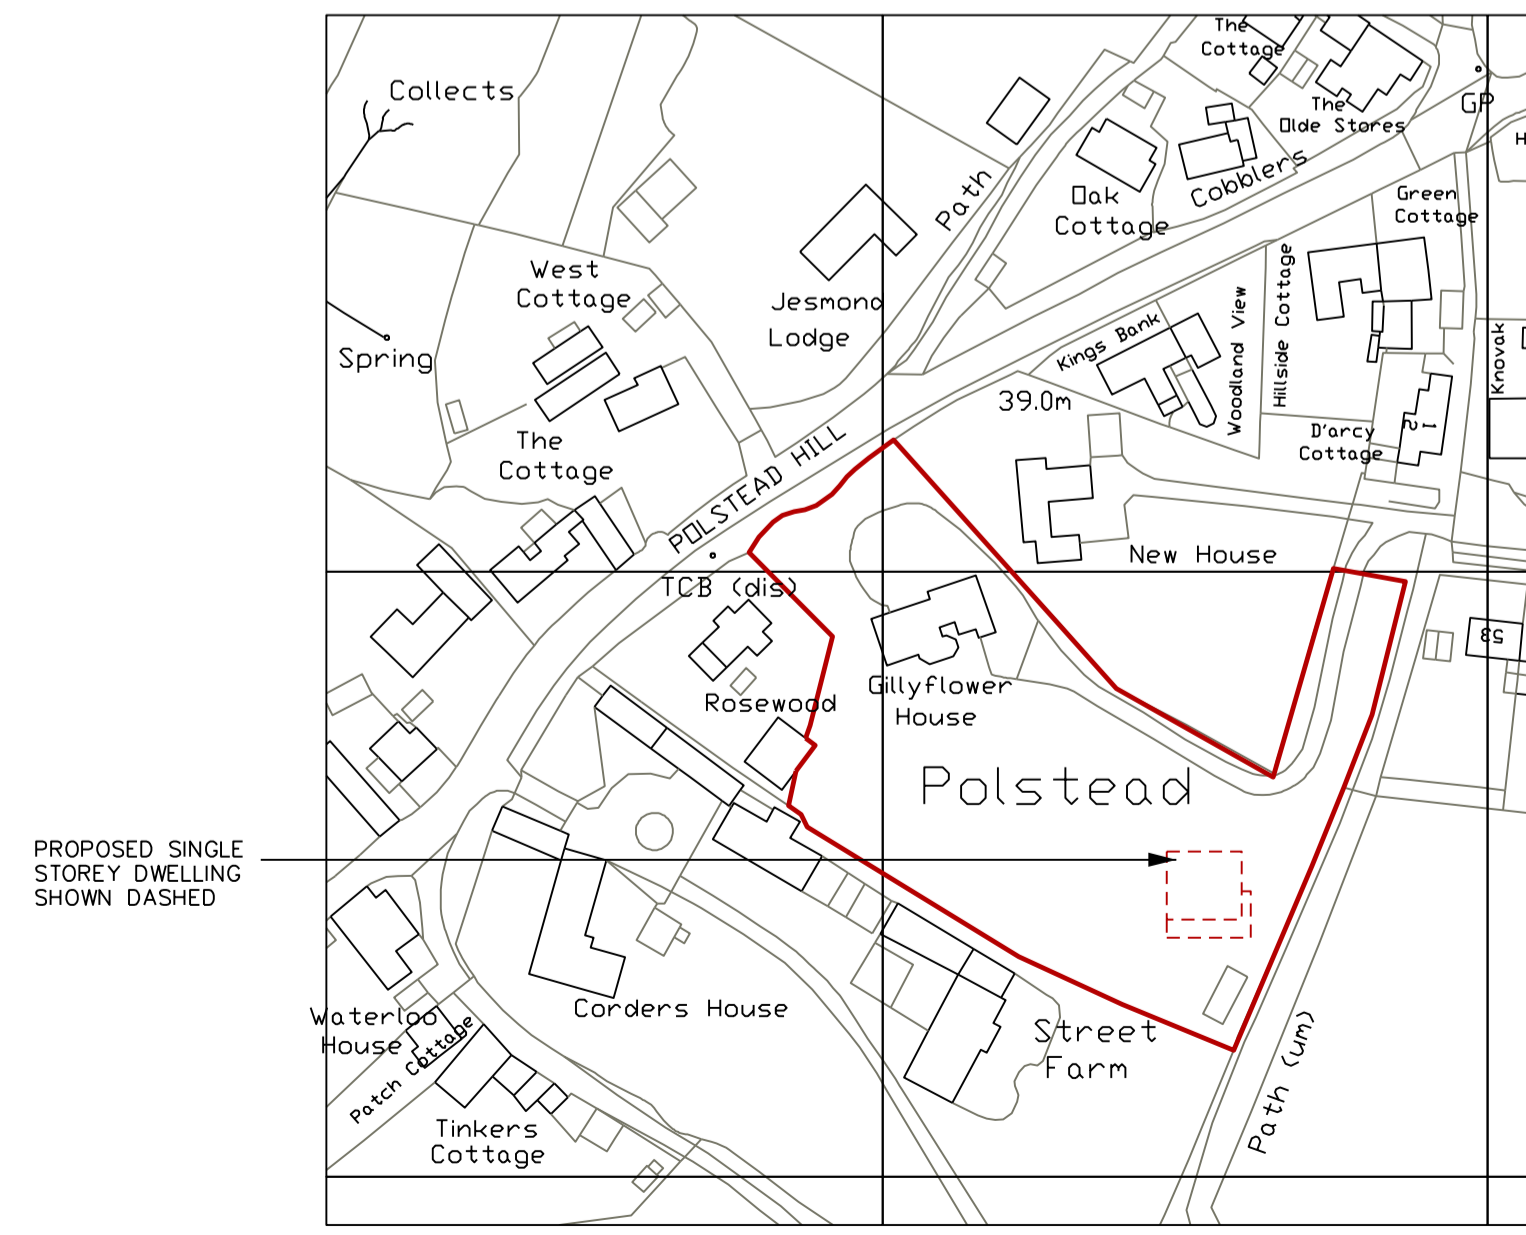 The
Cottage
Collects
The
Olde Stores
GP
H
Path
Oak
Cottage
Cobblers
Green
Cottage
West
Cottage
Jesmond
Lodge
Spring
Kings Bank
Woodland View
Hillside Cottage
Knovak
39.0m
The
Cottage
POLSTEAD HILL
D'arcy
Cottage
1
2
New House
TCB (dis)
53
Rosewood
Gillyflower
House
Polstead
PROPOSED SINGLE
STOREY DWELLING
SHOWN DASHED
Corders House
Waterloo
House
Patch Cottage
Street
Farm
Path (um)
Tinkers
Cottage